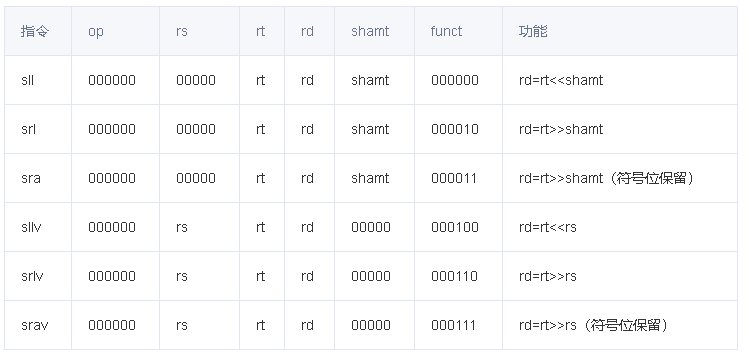 指令 op rs rt rd shamt funct 功能
sll 000000 00000 rt rd shamt 000000 rd=rt<<shamt
srl 000000 00000 rt rd shamt 000010 rd=rt>>shamt
sra 000000 00000 rt rd shamt 000011 rd=rt>>shamt（符号位保留）
sllv 000000 rs rt rd 00000 000100 rd=rt<<rs
srlv 000000 rs rt rd 00000 000110 rd=rt>>rs
srav 000000 rs rt rd 00000 000111 rd=rt>>rs（符号位保留）